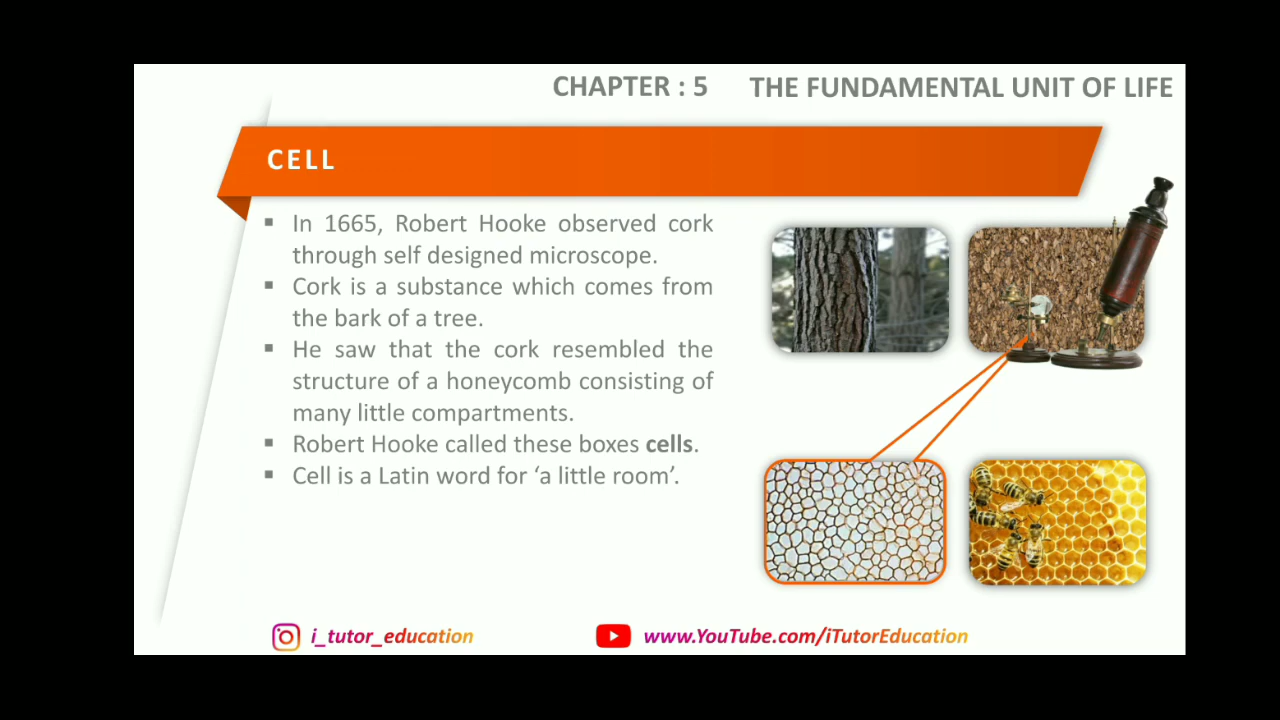 CHAPTER : 5 THE FUNDAMENTAL UNIT OF LIFE
CELL
▪ In 1665, Robert Hooke observed cork
through self designed microscope.
▪ Cork is a substance which comes from
the bark of a tree.
▪ He saw that the cork resembled the
structure of a honeycomb consisting of
many little compartments.
▪ Robert Hooke called these boxes cells.
▪ Cell is a Latin word for ‘a little room’.
i_tutor_education
www.YouTube.com/iTutorEducation